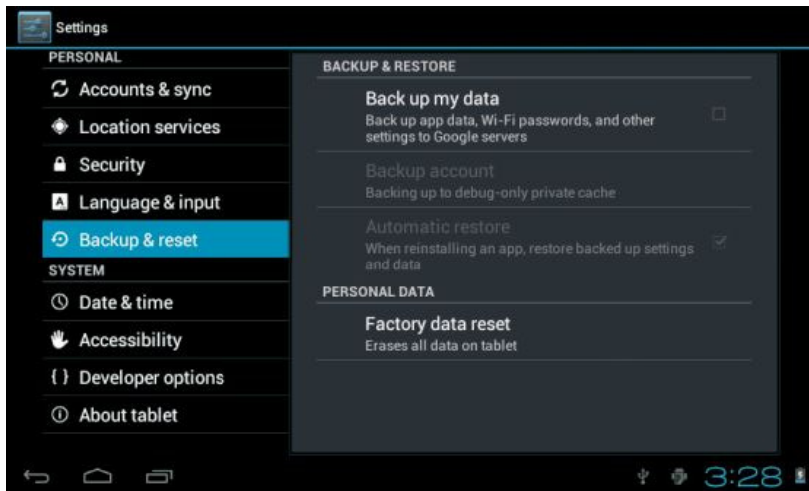 Settings
PERSONAL
Accounts & sync
Location services
Security
Language & input
Backup & reset
SYSTEM
Date & time
Accessibility
{ } Developer options
About tablet
BACKUP & RESTORE
Back up my data
Back up app data, Wi-Fi passwords, and other
settings to Google servers
Backup account
Backing up to debug-only private cache
Automatic restore
When reinstalling an app, restore backed up settings
and data
PERSONAL DATA
Factory data reset
Erases all data on tablet
3:28